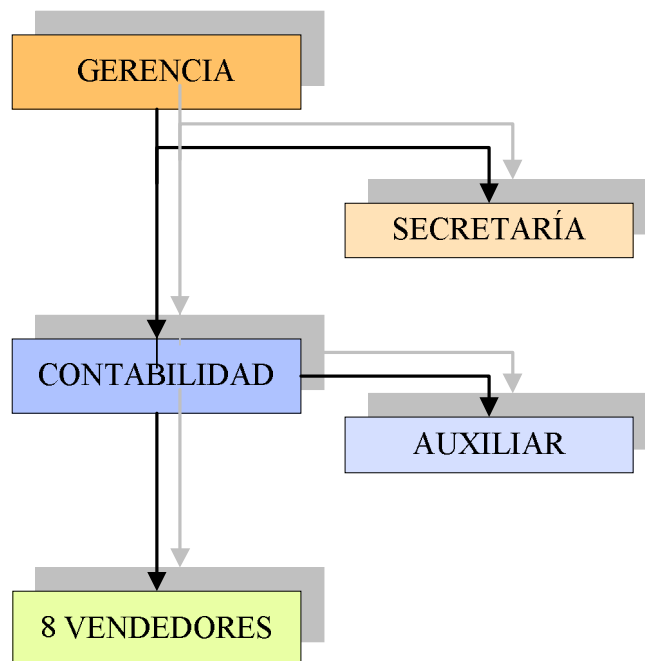 GERENCIA
SECRETARÍA
CONTABILIDAD
AUXILIAR
8 VENDEDORES